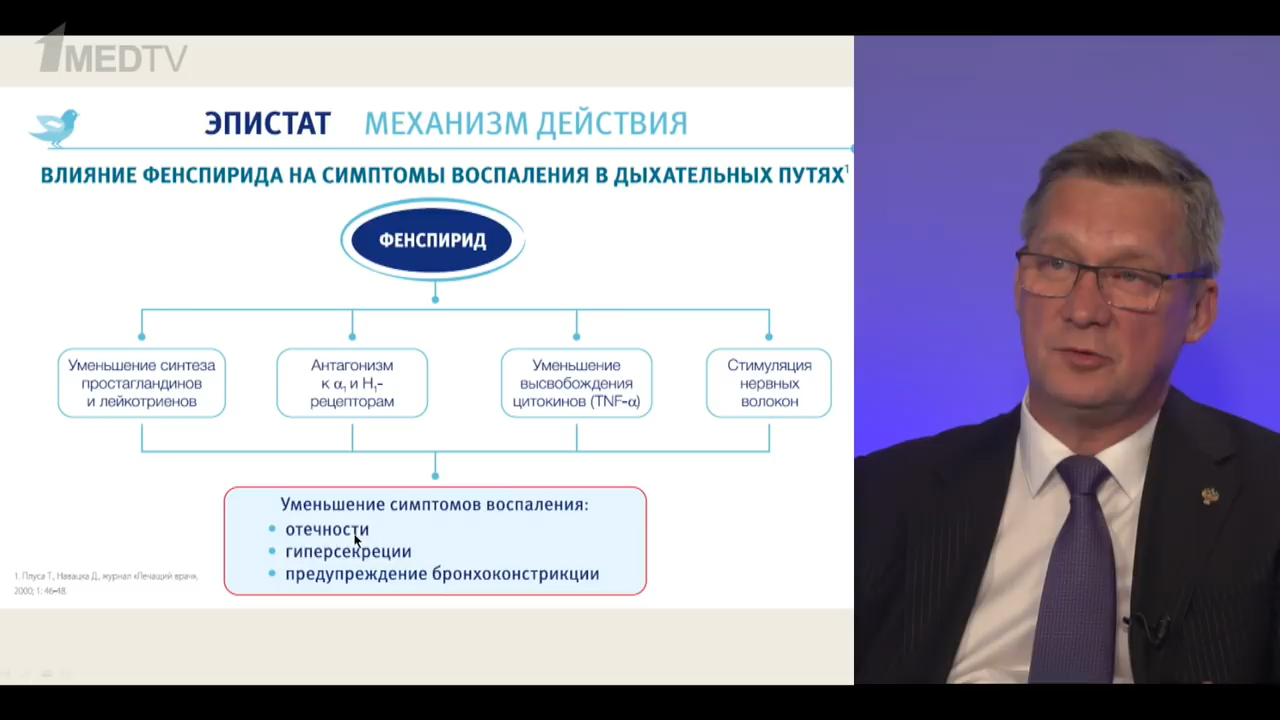 1MEDTV
ЭПИСТАТ МЕХАНИЗМ ДЕЙСТВИЯ
ВЛИЯНИЕ ФЕНСПИРИДА НА СИМПТОМЫ ВОСПАЛЕНИЯ В ДЫХАТЕЛЬНЫХ ПУТЯХ¹
ФЕНСПИРИД
Уменьшение синтеза
простагландинов
и лейкотриенов
Антагонизм
к α₁ и H₁-
рецепторам
Уменьшение
высвобождения
цитокинов (TNF-α)
Стимуляция
нервных
волокон
Уменьшение симптомов воспаления:
• отечности
• гиперсекреции
• предупреждение бронхоконстрикции
1. Плуса Т., Навацка Д., журнал «Лечащий врач»,
2000; 1: 46–48.